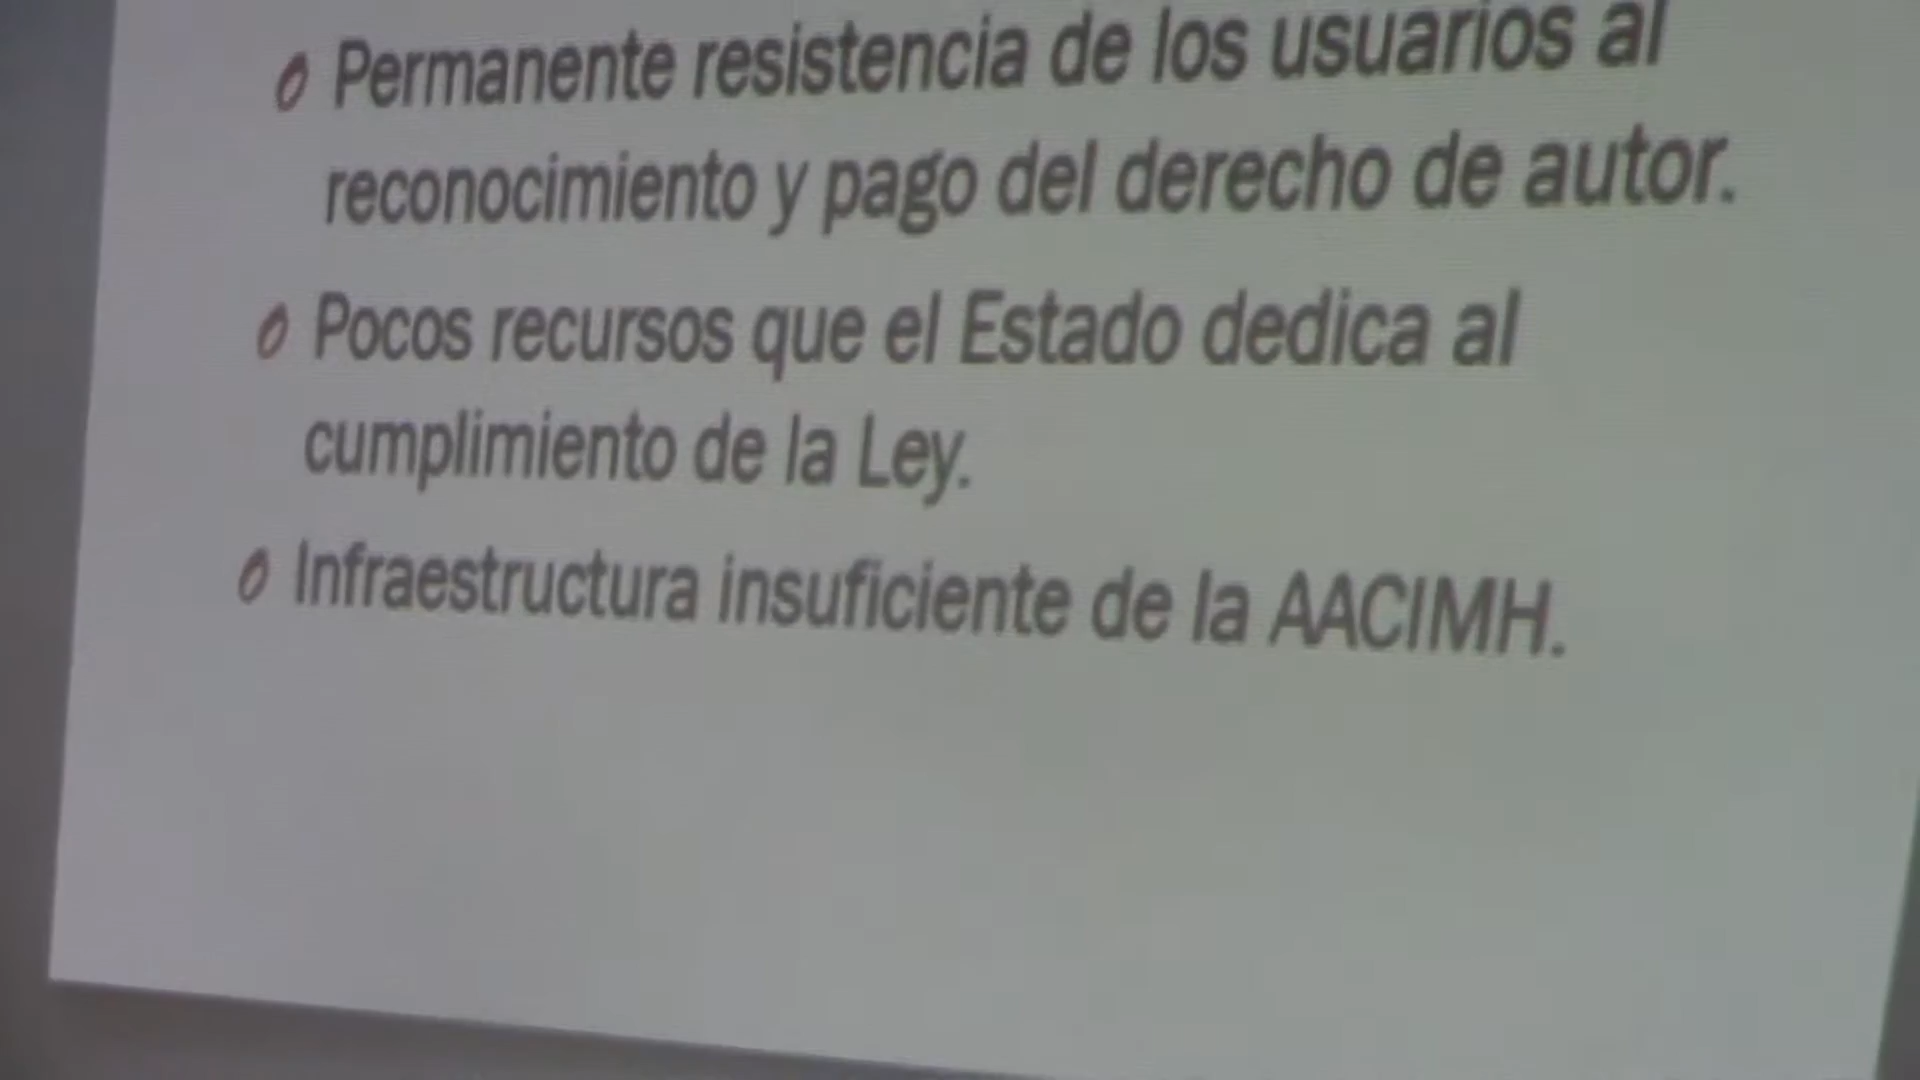 Permanente resistencia de los usuarios al
reconocimiento y pago del derecho de autor.
Pocos recursos que el Estado dedica al
cumplimiento de la Ley.
Infraestructura insuficiente de la AACIMH.